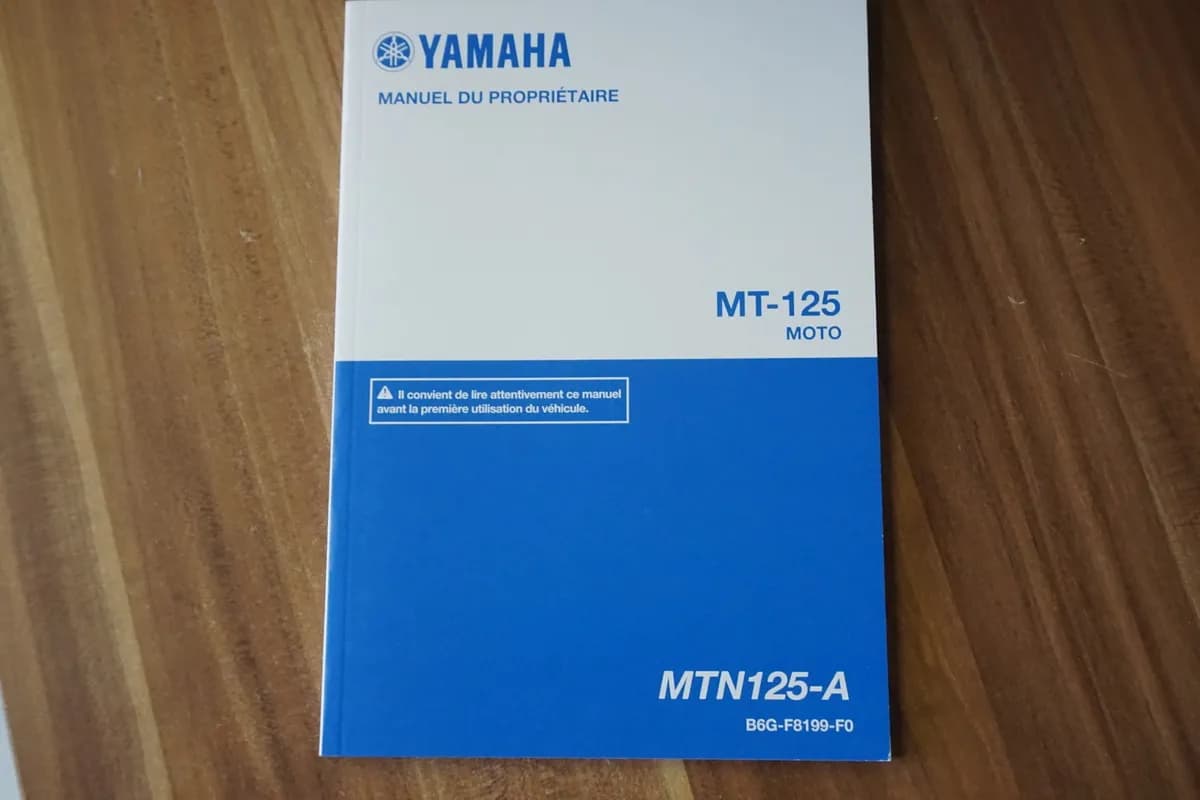 YAMAHA
MANUEL DU PROPRIÉTAIRE
MT-125
MOTO
⚠ Il convient de lire attentivement ce manuel
avant la première utilisation du véhicule.
MTN125-A
B6G-F8199-F0